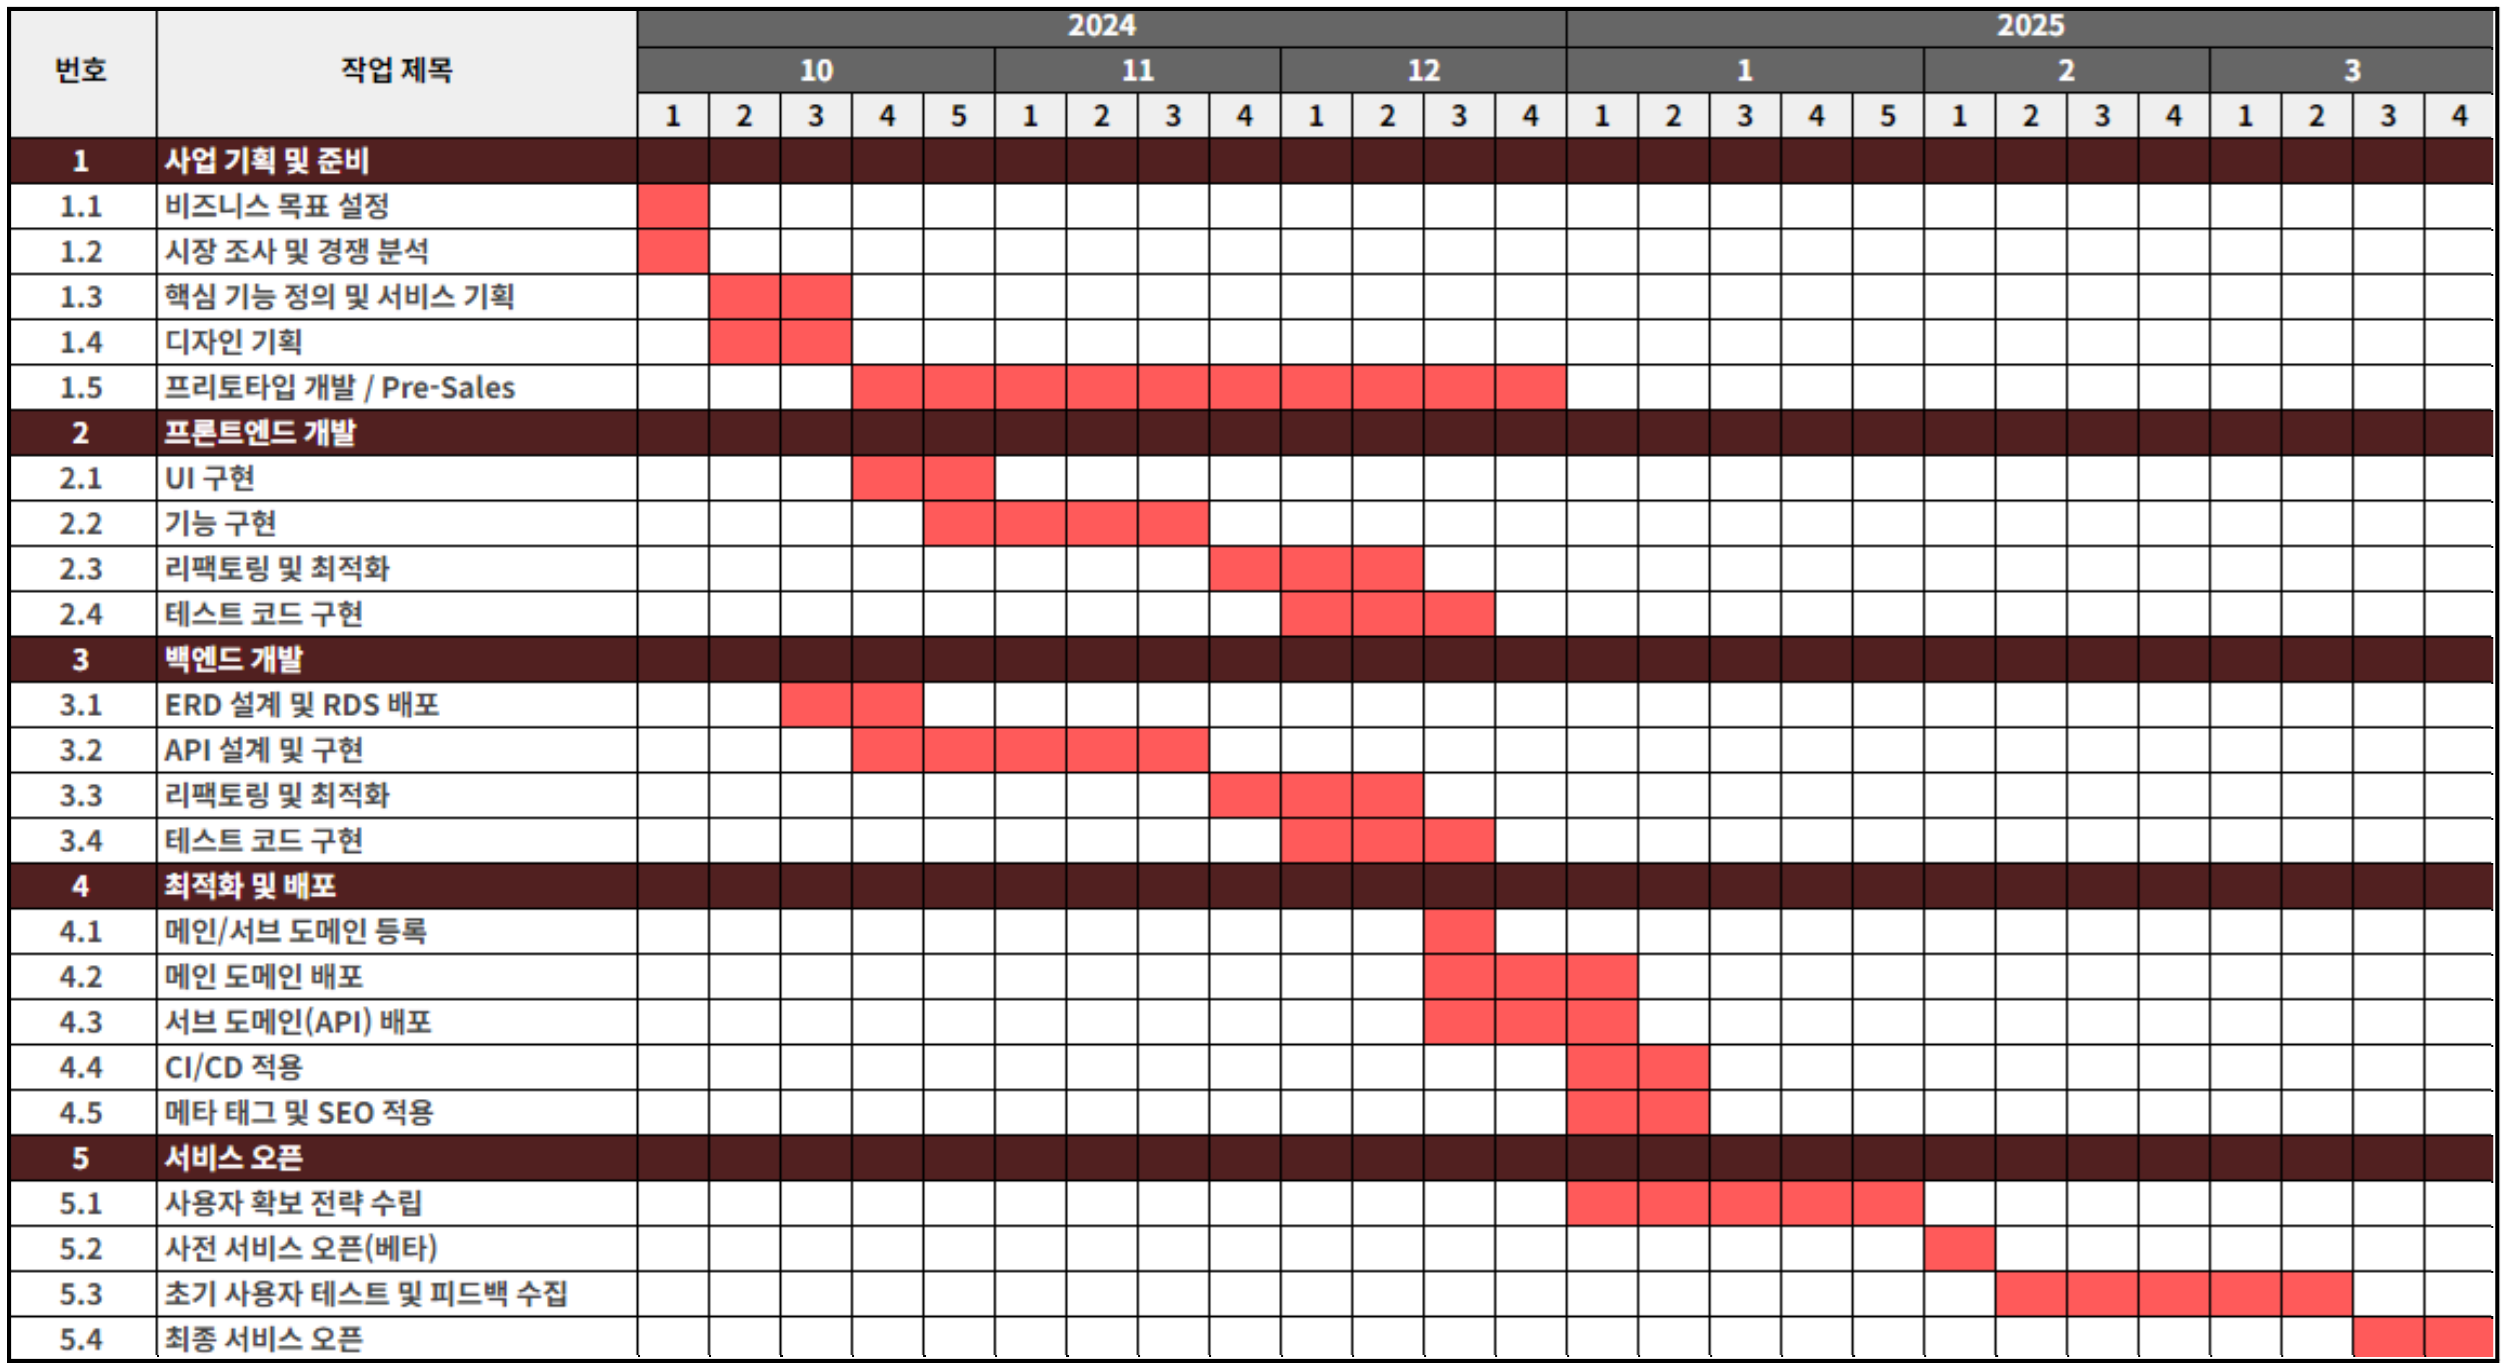 2024 2025
번호 작업 제목 10 11 12 1 2 3
1 2 3 4 5 1 2 3 4 1 2 3 4 1 2 3 4 5 1 2 3 4 1 2 3 4
1 사업 기획 및 준비
1.1 비즈니스 목표 설정
1.2 시장 조사 및 경쟁 분석
1.3 핵심 기능 정의 및 서비스 기획
1.4 디자인 기획
1.5 프리토타입 개발 / Pre-Sales
2 프론트엔드 개발
2.1 UI 구현
2.2 기능 구현
2.3 리팩토링 및 최적화
2.4 테스트 코드 구현
3 백엔드 개발
3.1 ERD 설계 및 RDS 배포
3.2 API 설계 및 구현
3.3 리팩토링 및 최적화
3.4 테스트 코드 구현
4 최적화 및 배포
4.1 메인/서브 도메인 등록
4.2 메인 도메인 배포
4.3 서브 도메인(API) 배포
4.4 CI/CD 적용
4.5 메타 태그 및 SEO 적용
5 서비스 오픈
5.1 사용자 확보 전략 수립
5.2 사전 서비스 오픈(베타)
5.3 초기 사용자 테스트 및 피드백 수집
5.4 최종 서비스 오픈